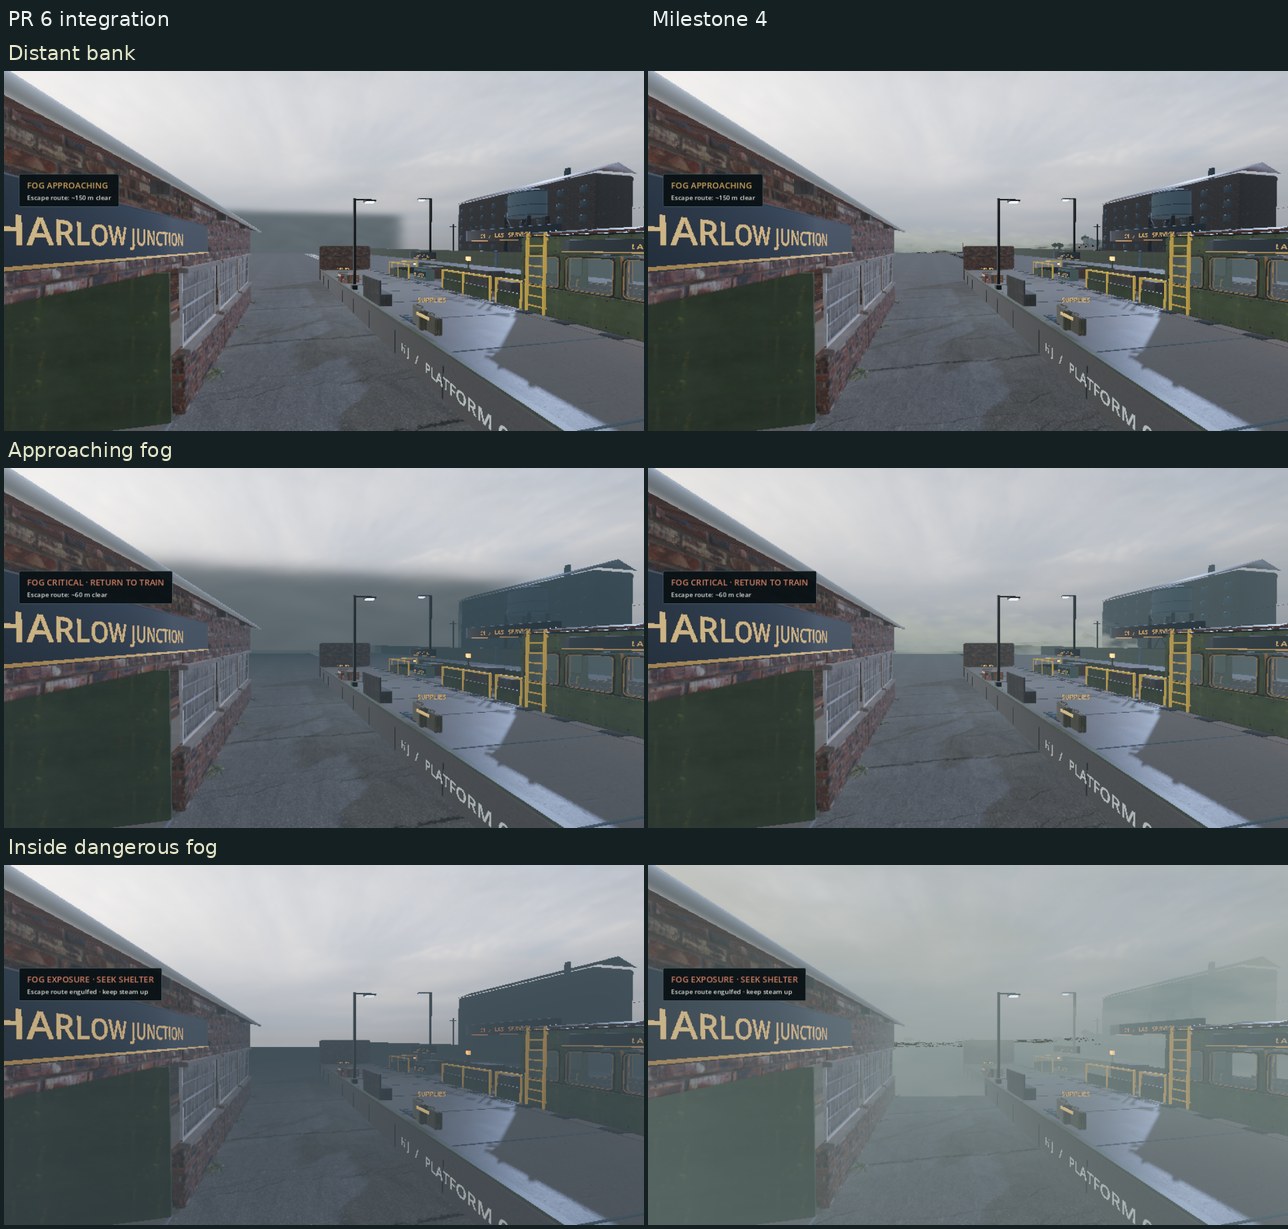 PR 6 integration
Milestone 4
Distant bank
FOG APPROACHING
Escape route: ~150 m clear
HARLOW JUNCTION
SUPPLIES
/ PLATFORM
FOG APPROACHING
Escape route: ~150 m clear
HARLOW JUNCTION
SUPPLIES
/ PLATFORM
Approaching fog
FOG CRITICAL · RETURN TO TRAIN
Escape route: ~60 m clear
HARLOW JUNCTION
SUPPLIES
/ PLATFORM
FOG CRITICAL · RETURN TO TRAIN
Escape route: ~60 m clear
HARLOW JUNCTION
SUPPLIES
/ PLATFORM
Inside dangerous fog
FOG EXPOSURE · SEEK SHELTER
Escape route engulfed · keep steam up
HARLOW JUNCTION
SUPPLIES
/ PLATFORM
FOG EXPOSURE · SEEK SHELTER
Escape route engulfed · keep steam up
HARLOW JUNCTION
SUPPLIES
/ PLATFORM